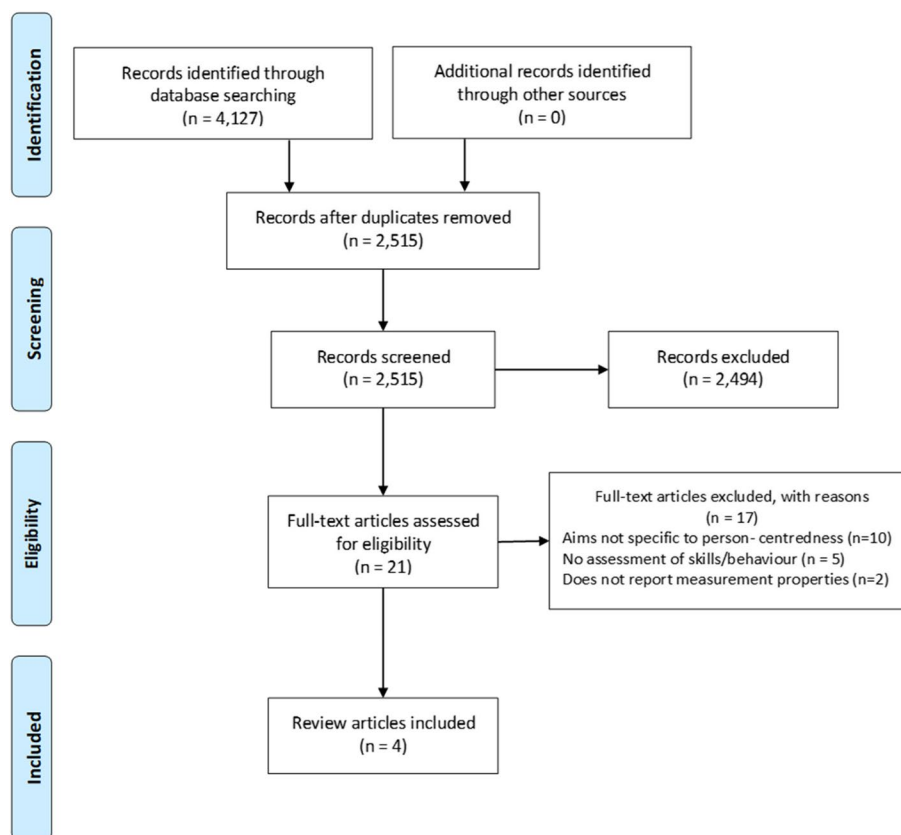 Identification
Records identified through
database searching
(n = 4,127)
Additional records identified
through other sources
(n = 0)
Records after duplicates removed
(n = 2,515)
Screening
Records screened
(n = 2,515)
Records excluded
(n = 2,494)
Eligibility
Full-text articles assessed
for eligibility
(n = 21)
Full-text articles excluded, with reasons
(n = 17)
Aims not specific to person- centredness (n=10)
No assessment of skills/behaviour (n = 5)
Does not report measurement properties (n=2)
Included
Review articles included
(n = 4)